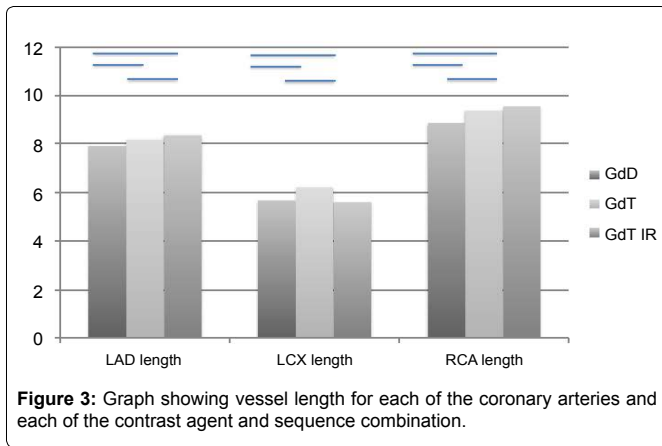 12
10
8
6
4
2
0
LAD length
LCX length
RCA length
GdD
GdT
GdT IR
Figure 3: Graph showing vessel length for each of the coronary arteries and
each of the contrast agent and sequence combination.